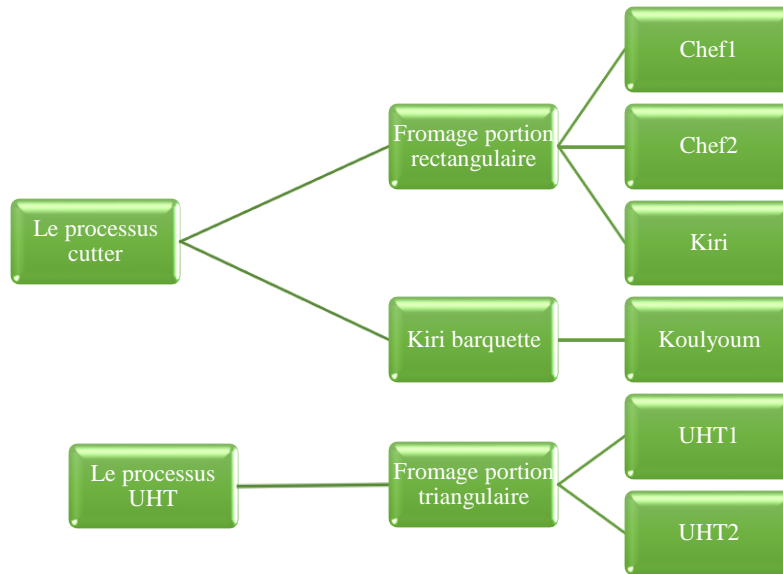 Chef1
Fromage portion
rectangulaire
Chef2
Le processus
cutter
Kiri
Kiri barquette
Koulyoum
UHT1
Le processus
UHT
Fromage portion
triangulaire
UHT2